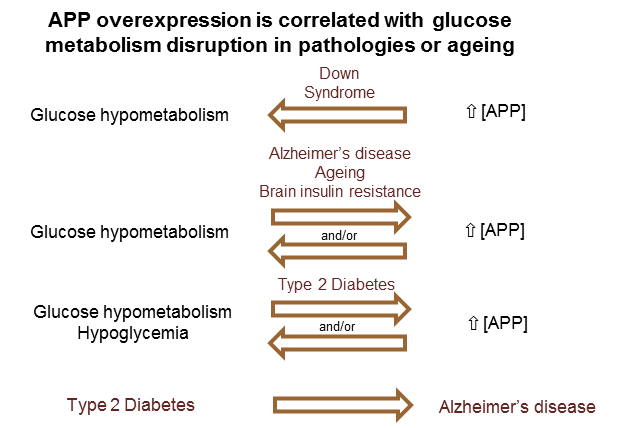 APP overexpression is correlated with glucose
metabolism disruption in pathologies or ageing
Down
Syndrome
Glucose hypometabolism
⇧ [APP]
Alzheimer's disease
Ageing
Brain insulin resistance
Glucose hypometabolism
and/or
⇧ [APP]
Type 2 Diabetes
Glucose hypometabolism
Hypoglycemia
and/or
⇧ [APP]
Type 2 Diabetes
Alzheimer's disease